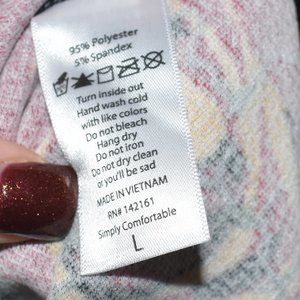 95% Polyester
5% Spandex
Turn inside out
Hand wash cold
with like colors
Do not bleach
Hang dry
Do not iron
Do not dry clean
or you'll be sad
MADE IN VIETNAM
RN# 142161
Simply Comfortable
L